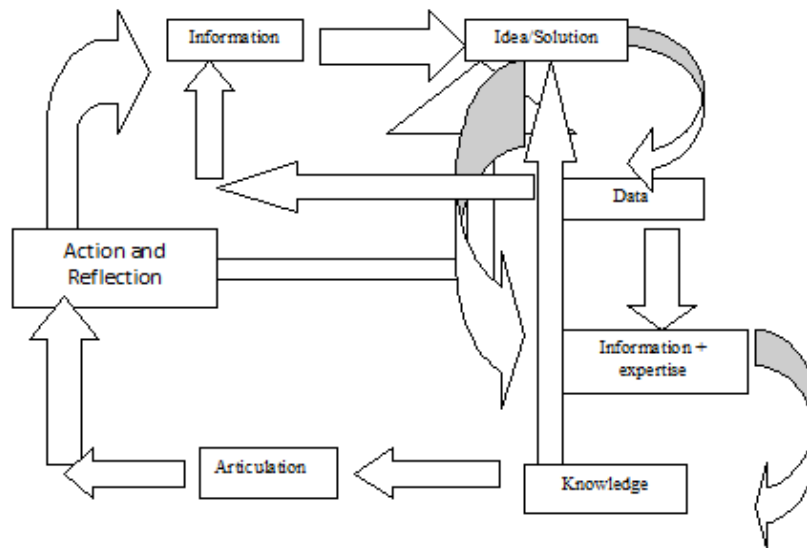 Information
Idea/Solution
Data
Action and
Reflection
Information +
expertise
Articulation
Knowledge